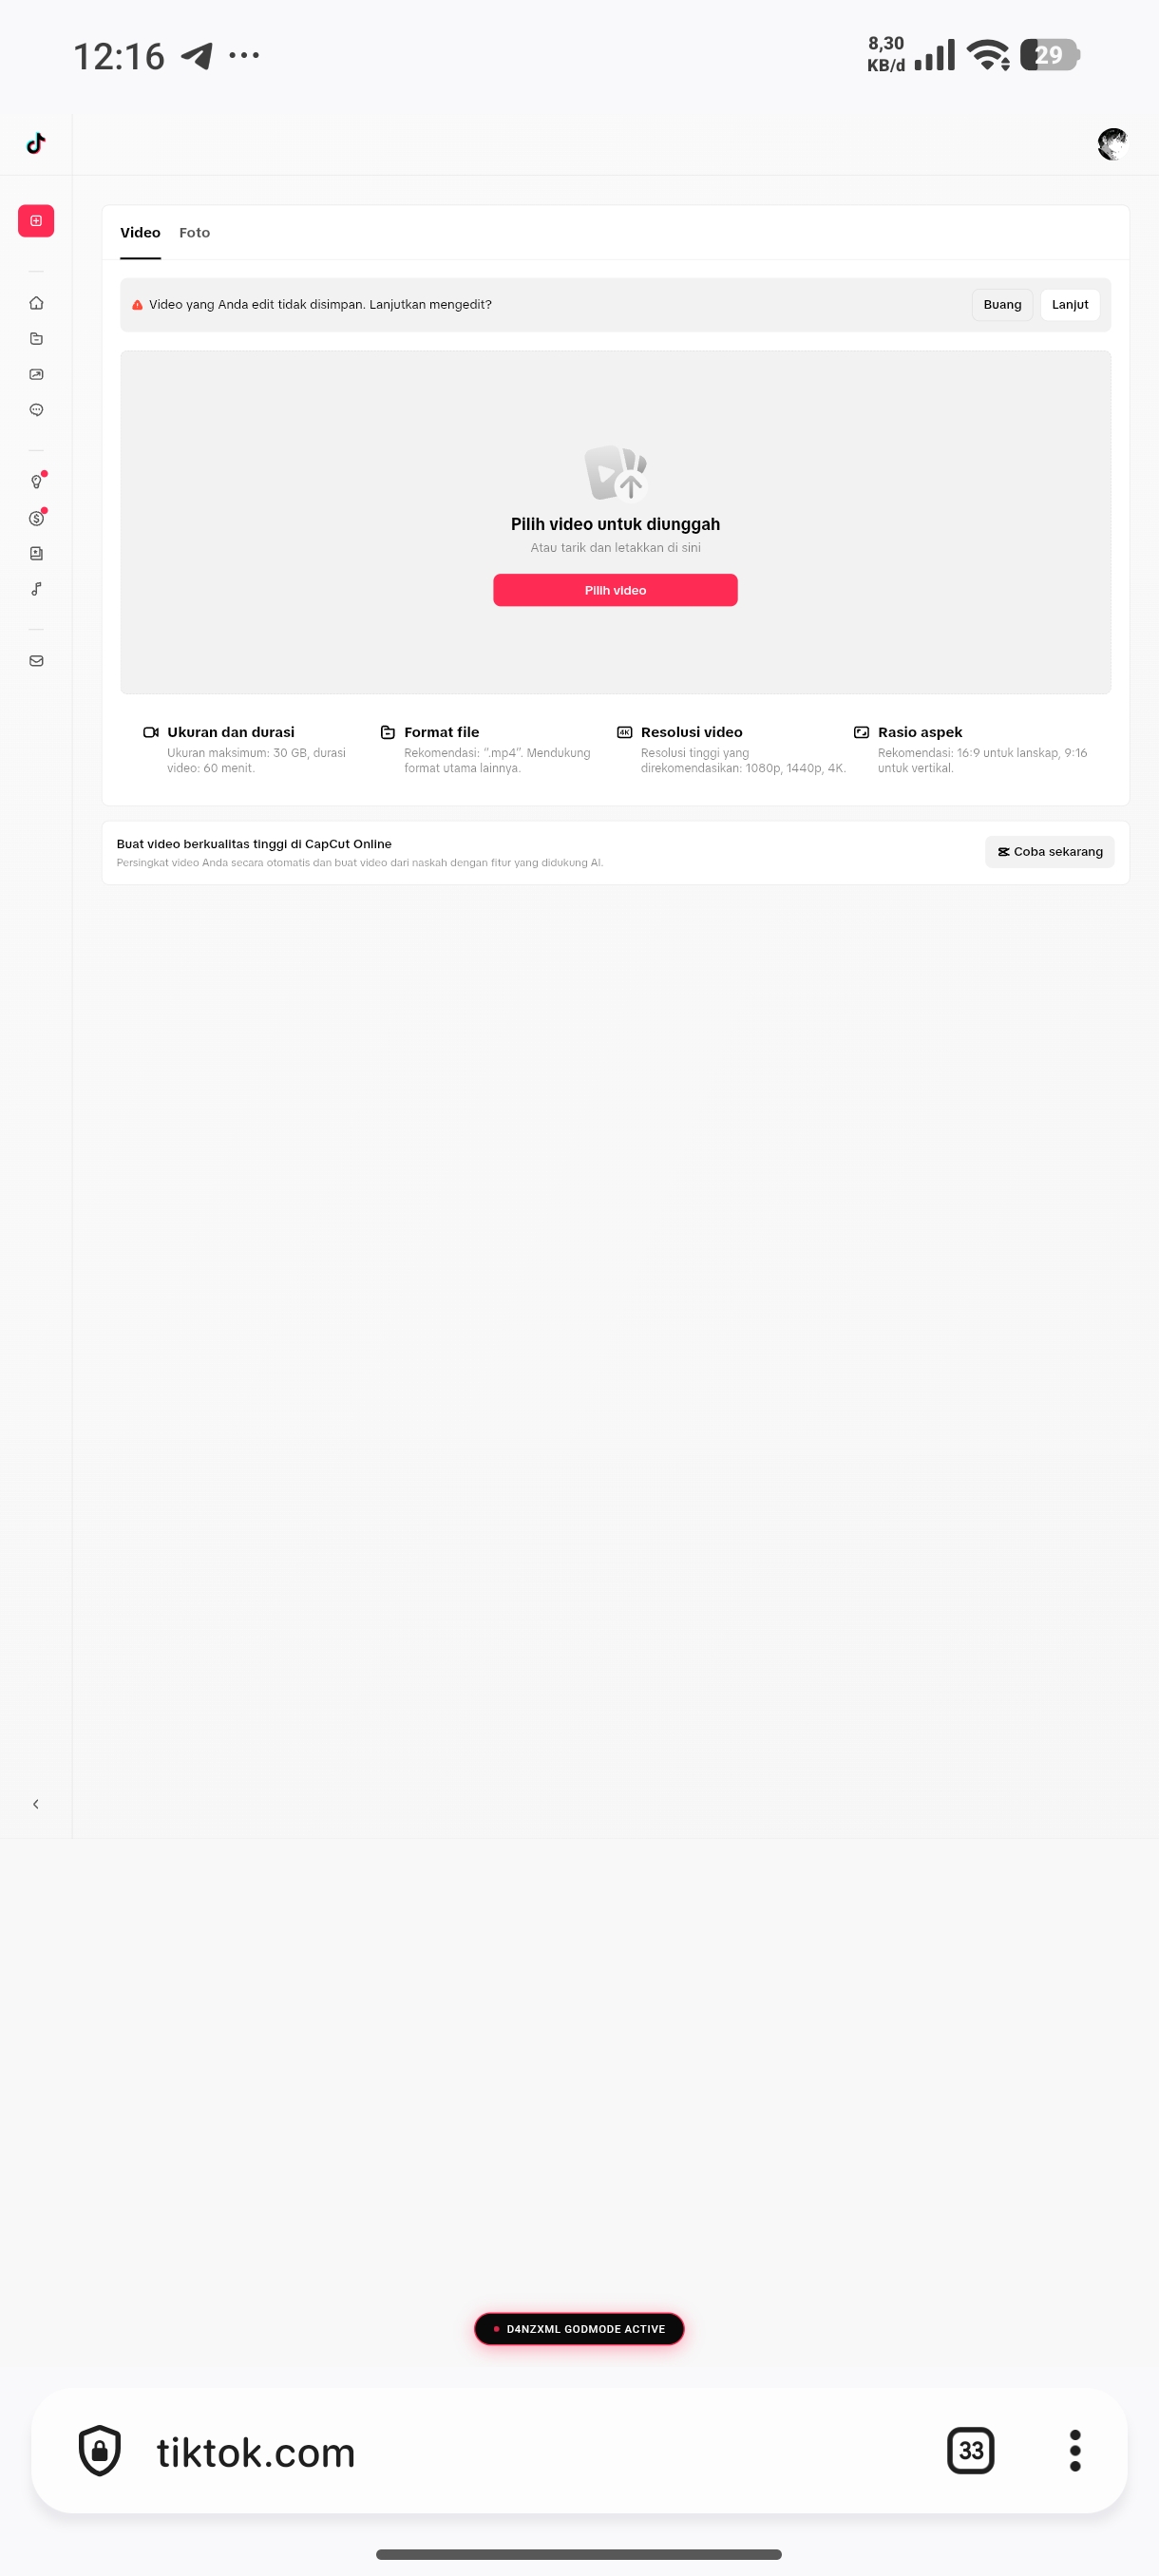 12:16
8,30
KB/d
29
Video Foto
Video yang Anda edit tidak disimpan. Lanjutkan mengedit?
Buang
Lanjut
Pilih video untuk diunggah
Atau tarik dan letakkan di sini
Pilih video
Ukuran dan durasi
Ukuran maksimum: 30 GB, durasi
video: 60 menit.
Format file
Rekomendasi: “.mp4”. Mendukung
format utama lainnya.
4K
Resolusi video
Resolusi tinggi yang
direkomendasikan: 1080p, 1440p, 4K.
Rasio aspek
Rekomendasi: 16:9 untuk lanskap, 9:16
untuk vertikal.
Buat video berkualitas tinggi di CapCut Online
Persingkat video Anda secara otomatis dan buat video dari naskah dengan fitur yang didukung AI.
Coba sekarang
D4NZXML GODMODE ACTIVE
tiktok.com
33